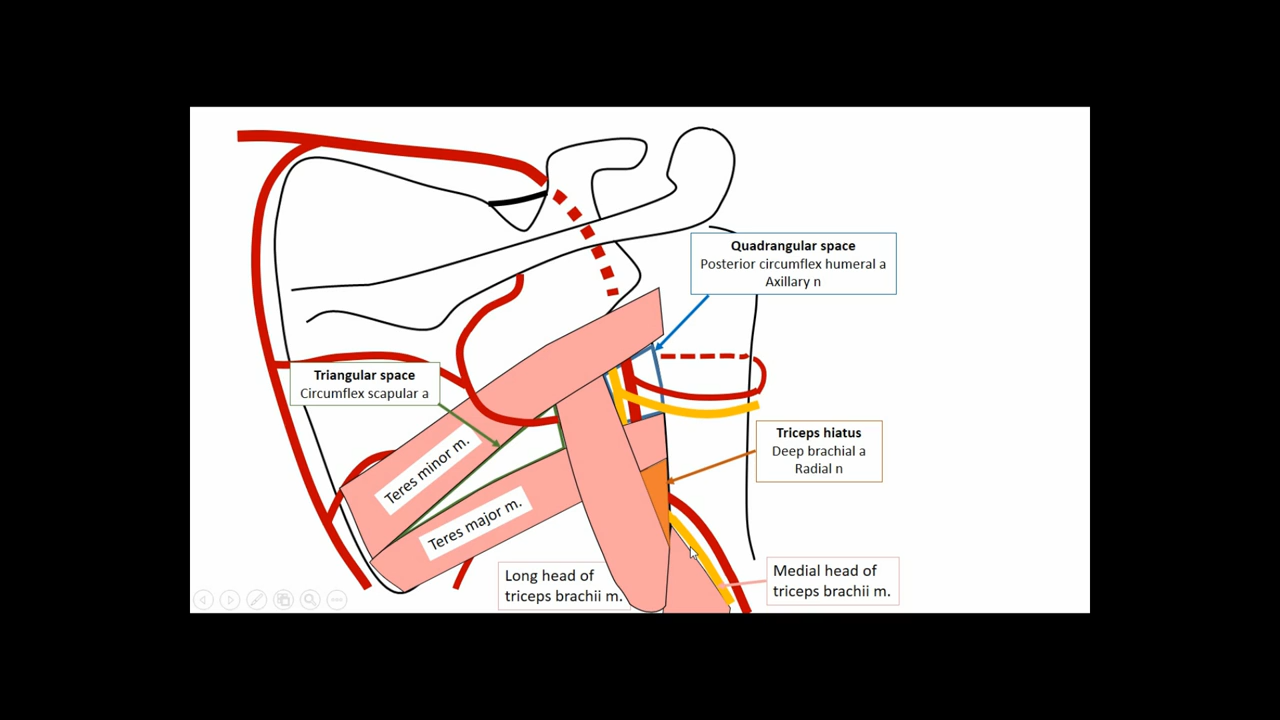 Quadrangular space
Posterior circumflex humeral a
Axillary n
Triangular space
Circumflex scapular a
Triceps hiatus
Deep brachial a
Radial n
Teres minor m.
Teres major m.
Long head of
triceps brachii m.
Medial head of
triceps brachii m.